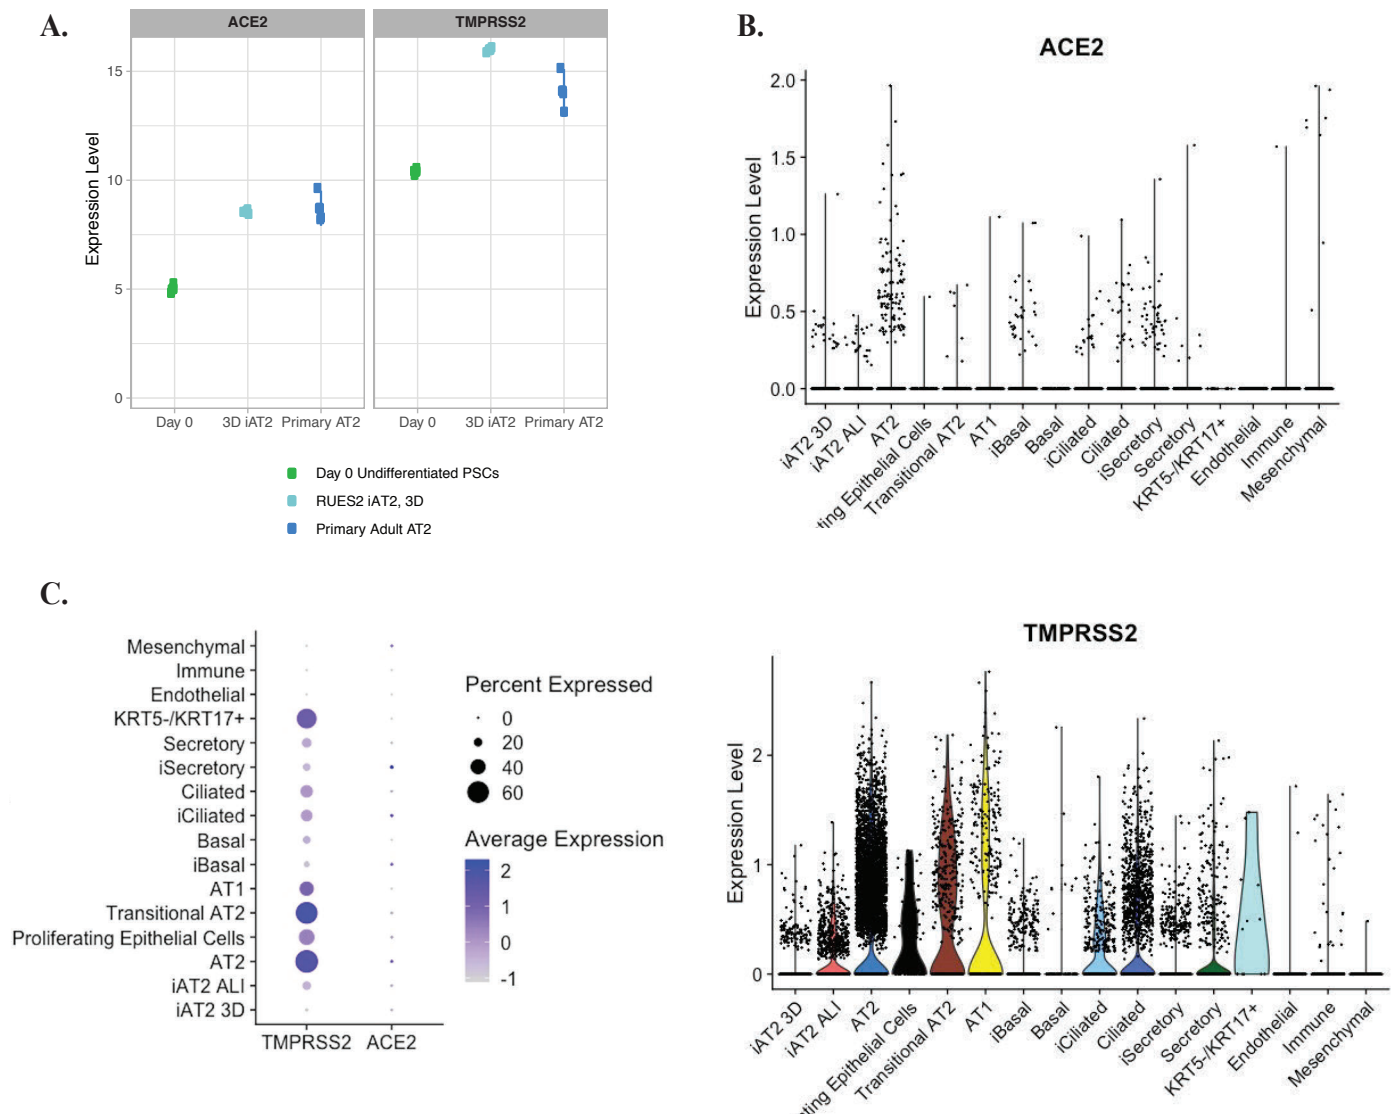 A.
ACE2
TMPRSS2
Expression Level
15
10
5
0
Day 0
3D iAT2
Primary AT2
Day 0
3D iAT2
Primary AT2
Day 0 Undifferentiated PSCs
RUES2 iAT2, 3D
Primary Adult AT2
B.
ACE2
Expression Level
2.0
1.5
1.0
0.5
0.0
iAT2 3D
iAT2 ALI
AT2
ting Epithelial Cells
Transitional AT2
AT1
iBasal
Basal
iCiliated
Ciliated
iSecretory
Secretory
KRT5-/KRT17+
Endothelial
Immune
Mesenchymal
C.
Mesenchymal
Immune
Endothelial
KRT5-/KRT17+
Secretory
iSecretory
Ciliated
iCiliated
Basal
iBasal
AT1
Transitional AT2
Proliferating Epithelial Cells
AT2
iAT2 ALI
iAT2 3D
TMPRSS2
ACE2
Percent Expressed
0
20
40
60
Average Expression
2
1
0
-1
TMPRSS2
Expression Level
2
1
0
iAT2 3D
iAT2 ALI
AT2
ting Epithelial Cells
Transitional AT2
AT1
iBasal
Basal
iCiliated
Ciliated
iSecretory
Secretory
KRT5-/KRT17+
Endothelial
Immune
Mesenchymal